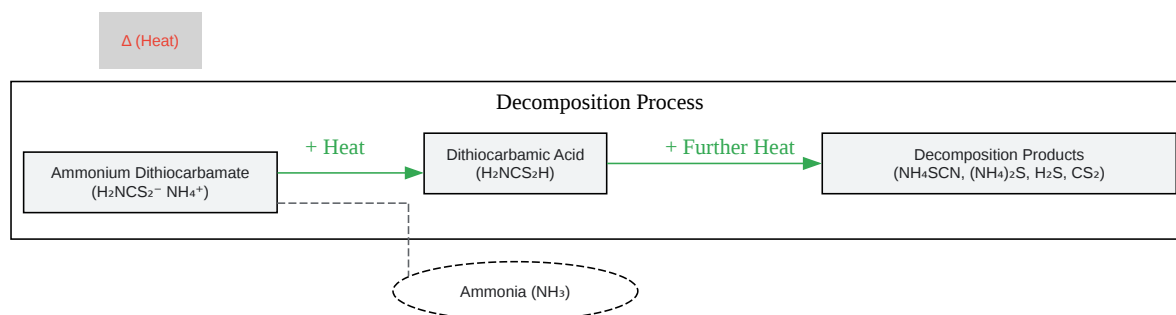 Δ (Heat)
Decomposition Process
+ Heat
+ Further Heat
Ammonium Dithiocarbamate
(H₂NCS₂⁻ NH₄⁺)
Dithiocarbamic Acid
(H₂NCS₂H)
Decomposition Products
(NH₄SCN, (NH₄)₂S, H₂S, CS₂)
Ammonia (NH₃)